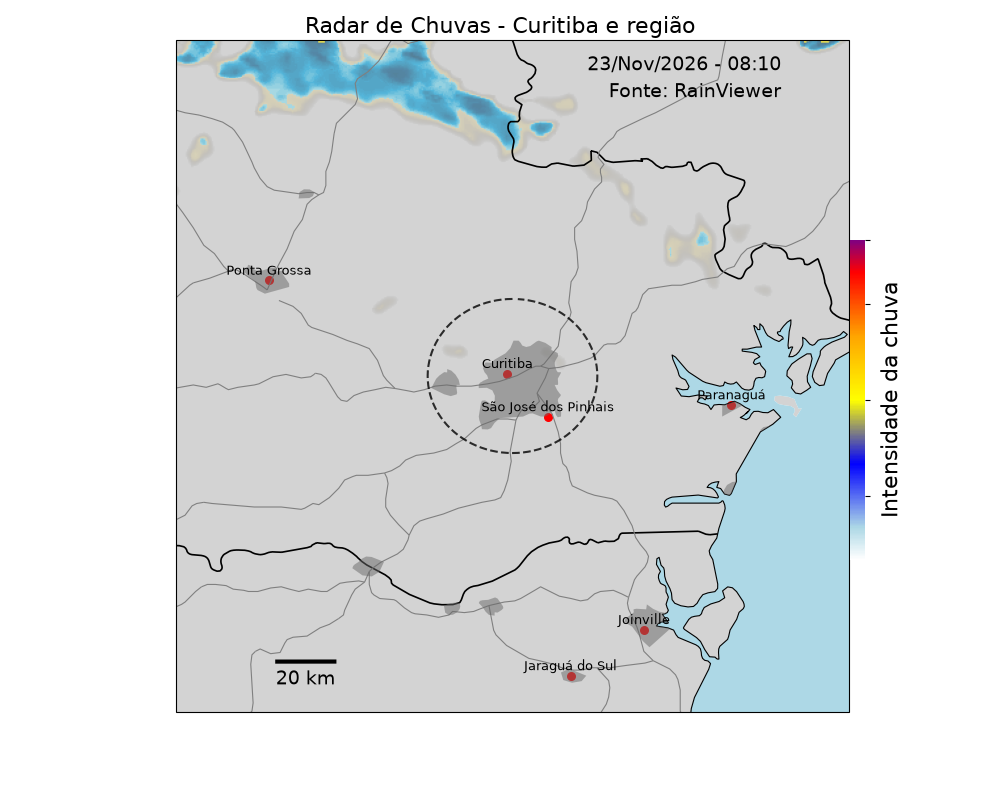 Radar de Chuvas - Curitiba e região
23/Nov/2026 - 08:10
Fonte: RainViewer
Ponta Grossa
Curitiba
Paranaguá
São José dos Pinhais
Intensidade da chuva
Joinville
Jaraguá do Sul
20 km